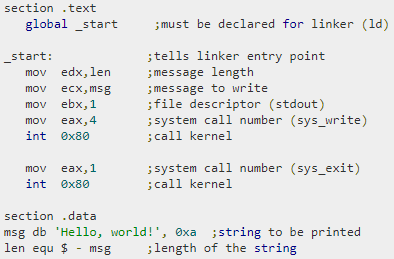 section .text
   global _start     ;must be declared for linker (ld)

_start:             ;tells linker entry point
   mov  edx,len     ;message length
   mov  ecx,msg     ;message to write
   mov  ebx,1       ;file descriptor (stdout)
   mov  eax,4       ;system call number (sys_write)
   int  0x80        ;call kernel

   mov  eax,1       ;system call number (sys_exit)
   int  0x80        ;call kernel

section .data
msg db 'Hello, world!', 0xa  ;string to be printed
len equ $ - msg     ;length of the string